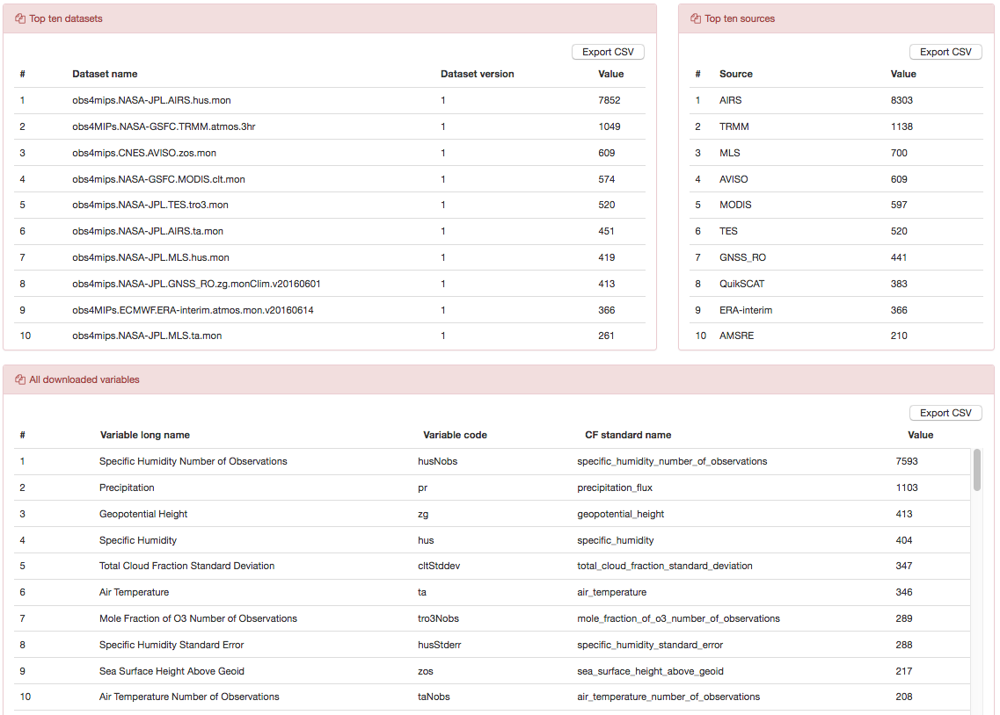 Top ten datasets
Export CSV
# Dataset name Dataset version Value
1 obs4mips.NASA-JPL.AIRS.hus.mon 1 7852
2 obs4MIPs.NASA-GSFC.TRMM.atmos.3hr 1 1049
3 obs4mips.CNES.AVISO.zos.mon 1 609
4 obs4mips.NASA-GSFC.MODIS.clt.mon 1 574
5 obs4mips.NASA-JPL.TES.tro3.mon 1 520
6 obs4mips.NASA-JPL.AIRS.ta.mon 1 451
7 obs4mips.NASA-JPL.MLS.hus.mon 1 419
8 obs4mips.NASA-JPL.GNSS_RO.zg.monClim.v20160601 1 413
9 obs4MIPs.ECMWF.ERA-interim.atmos.mon.v20160614 1 366
10 obs4mips.NASA-JPL.MLS.ta.mon 1 261
Top ten sources
Export CSV
# Source Value
1 AIRS 8303
2 TRMM 1138
3 MLS 700
4 AVISO 609
5 MODIS 597
6 TES 520
7 GNSS_RO 441
8 QuikSCAT 383
9 ERA-interim 366
10 AMSRE 210
All downloaded variables
Export CSV
# Variable long name Variable code CF standard name Value
1 Specific Humidity Number of Observations husNobs specific_humidity_number_of_observations 7593
2 Precipitation pr precipitation_flux 1103
3 Geopotential Height zg geopotential_height 413
4 Specific Humidity hus specific_humidity 404
5 Total Cloud Fraction Standard Deviation cltStddev total_cloud_fraction_standard_deviation 347
6 Air Temperature ta air_temperature 346
7 Mole Fraction of O3 Number of Observations tro3Nobs mole_fraction_of_o3_number_of_observations 289
8 Specific Humidity Standard Error husStderr specific_humidity_standard_error 288
9 Sea Surface Height Above Geoid zos sea_surface_height_above_geoid 217
10 Air Temperature Number of Observations taNobs air_temperature_number_of_observations 208